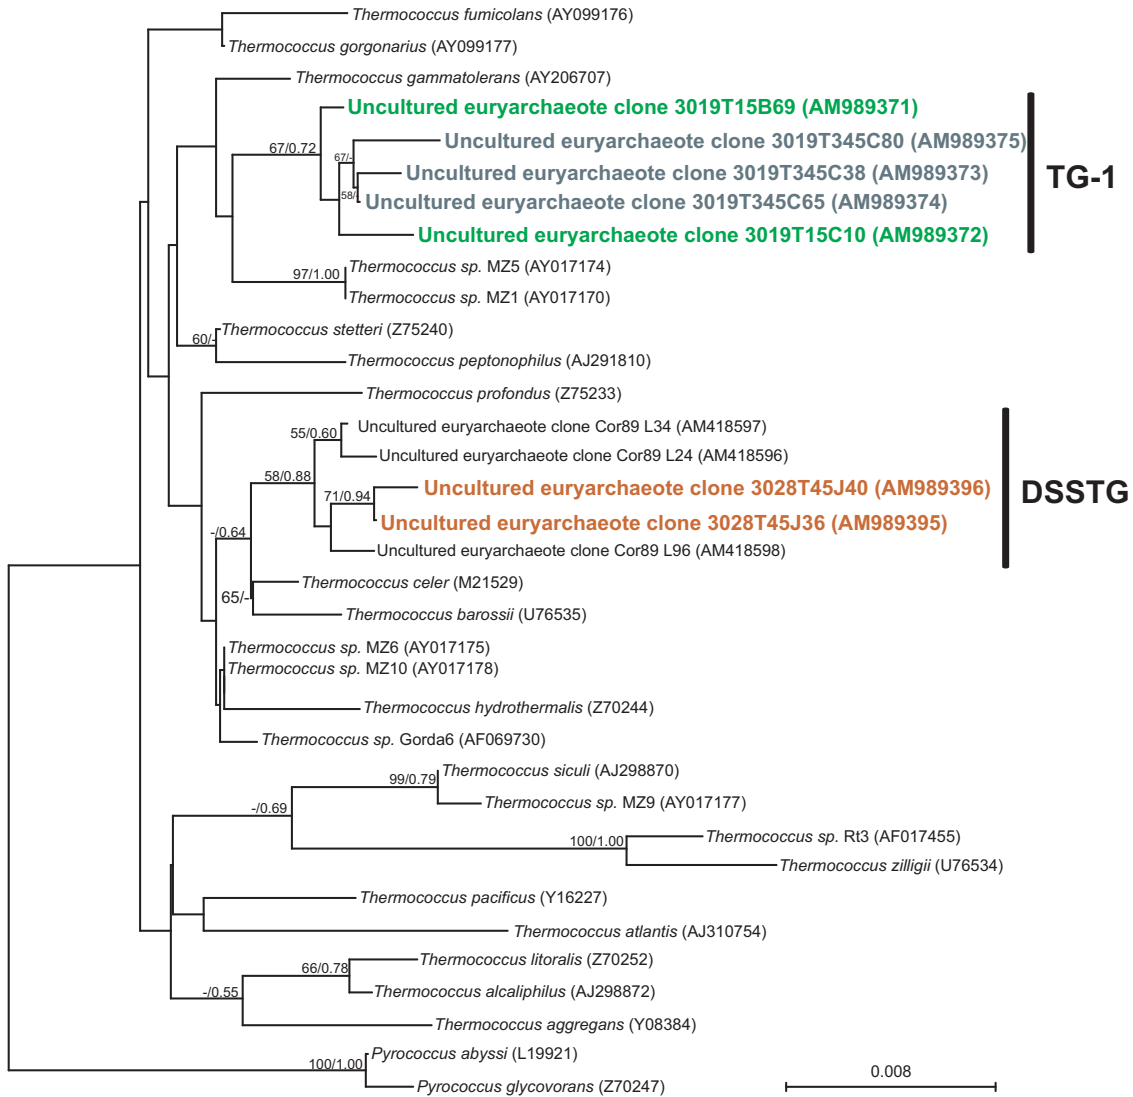 Thermococcus fumicolans (AY099176)
Thermococcus gorgonarius (AY099177)
Thermococcus gammatolerans (AY206707)
Uncultured euryarchaeote clone 3019T15B69 (AM989371)
Uncultured euryarchaeote clone 3019T345C80 (AM989375)
67/0.72
67/-
Uncultured euryarchaeote clone 3019T345C38 (AM989373)
TG-1
58/-
Uncultured euryarchaeote clone 3019T345C65 (AM989374)
Uncultured euryarchaeote clone 3019T15C10 (AM989372)
97/1.00
Thermococcus sp. MZ5 (AY017174)
Thermococcus sp. MZ1 (AY017170)
Thermococcus stetteri (Z75240)
60/-
Thermococcus peptonophilus (AJ291810)
Thermococcus profondus (Z75233)
Uncultured euryarchaeote clone Cor89 L34 (AM418597)
55/0.60
Uncultured euryarchaeote clone Cor89 L24 (AM418596)
58/0.88
Uncultured euryarchaeote clone 3028T45J40 (AM989396)
71/0.94
DSSTG
Uncultured euryarchaeote clone 3028T45J36 (AM989395)
-/0.64
Uncultured euryarchaeote clone Cor89 L96 (AM418598)
Thermococcus celer (M21529)
65/-
Thermococcus barossii (U76535)
Thermococcus sp. MZ6 (AY017175)
Thermococcus sp. MZ10 (AY017178)
Thermococcus hydrothermalis (Z70244)
Thermococcus sp. Gorda6 (AF069730)
Thermococcus siculi (AJ298870)
99/0.79
Thermococcus sp. MZ9 (AY017177)
-/0.69
Thermococcus sp. Rt3 (AF017455)
100/1.00
Thermococcus zilligii (U76534)
Thermococcus pacificus (Y16227)
Thermococcus atlantis (AJ310754)
Thermococcus litoralis (Z70252)
66/0.78
Thermococcus alcaliphilus (AJ298872)
-/0.55
Thermococcus aggregans (Y08384)
Pyrococcus abyssi (L19921)
100/1.00
Pyrococcus glycovorans (Z70247)
0.008